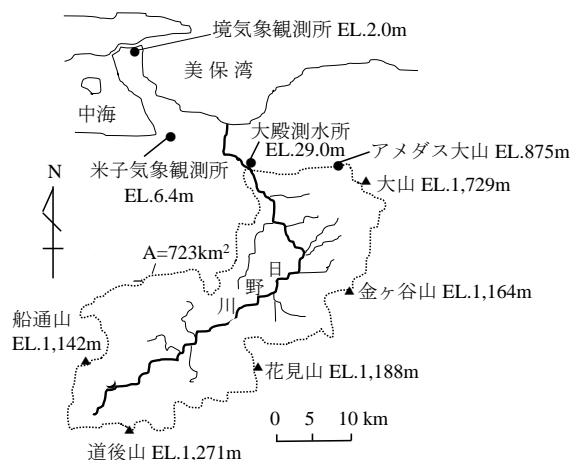 境気象観測所 EL.2.0m
美保湾
中海
大殿測水所
EL.29.0m
アメダス大山 EL.875m
米子気象観測所
EL.6.4m
大山 EL.1,729m
N
A=723km²
日
野
川
金ヶ谷山 EL.1,164m
船通山
EL.1,142m
花見山 EL.1,188m
0 5 10 km
道後山 EL.1,271m